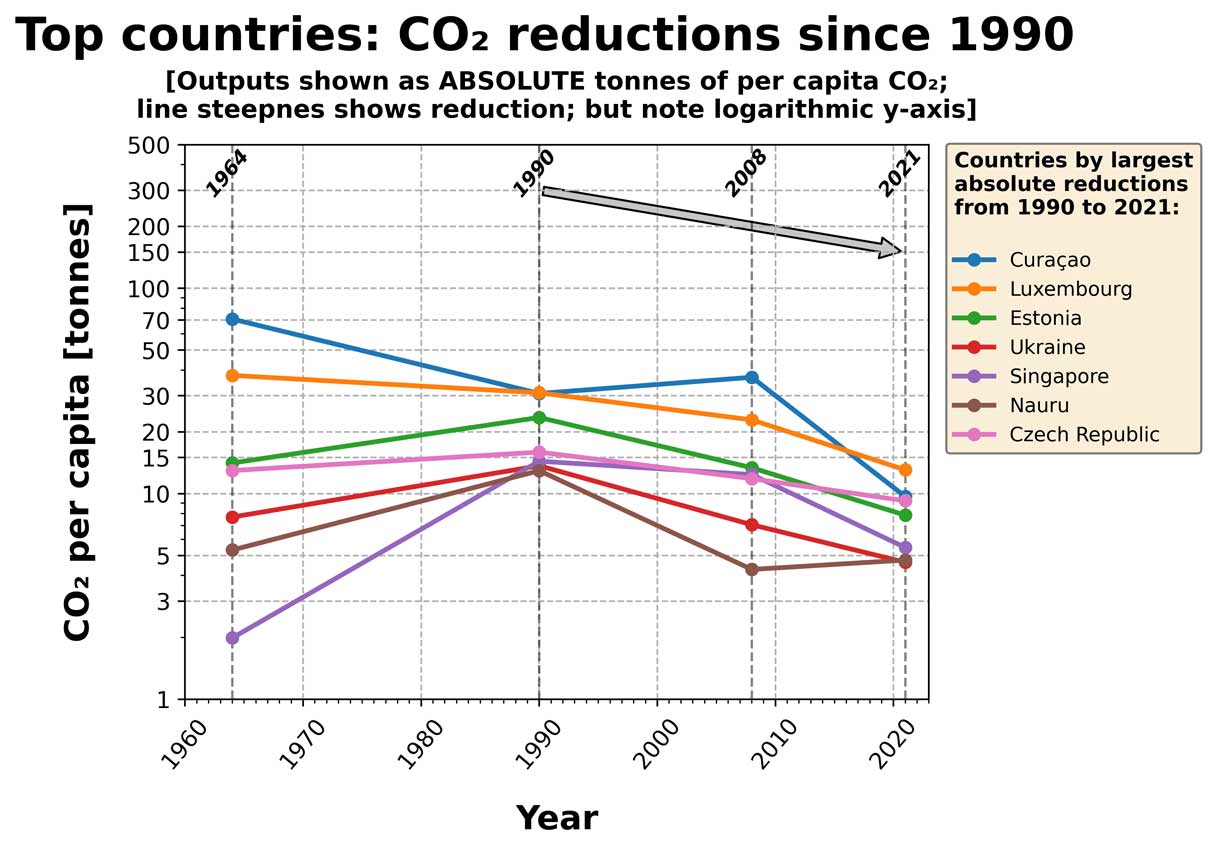 Top countries: CO₂ reductions since 1990
[Outputs shown as ABSOLUTE tonnes of per capita CO₂;
line steepnes shows reduction; but note logarithmic y-axis]
CO₂ per capita [tonnes]
500
300
200
150
100
70
50
30
20
15
10
5
3
1
1964
1990
2008
2021
1960
1970
1980
1990
2000
2010
2020
Year
Countries by largest
absolute reductions
from 1990 to 2021:
Curaçao
Luxembourg
Estonia
Ukraine
Singapore
Nauru
Czech Republic